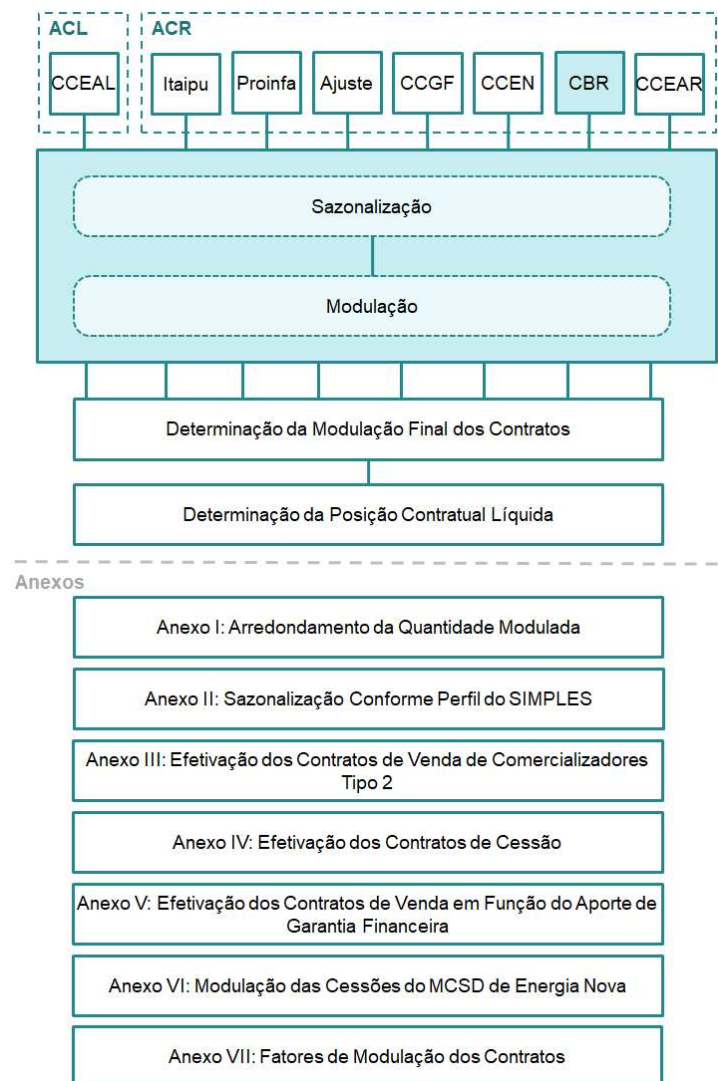 ACL
ACR
CCEAL
Itaipu
Proinfa
Ajuste
CCGF
CCEN
CBR
CCEAR
Sazonalização
Modulação
Determinação da Modulação Final dos Contratos
Determinação da Posição Contratual Líquida
Anexos
Anexo I: Arredondamento da Quantidade Modulada
Anexo II: Sazonalização Conforme Perfil do SIMPLES
Anexo III: Efetivação dos Contratos de Venda de Comercializadores
Tipo 2
Anexo IV: Efetivação dos Contratos de Cessão
Anexo V: Efetivação dos Contratos de Venda em Função do Aporte de
Garantia Financeira
Anexo VI: Modulação das Cessões do MCSD de Energia Nova
Anexo VII: Fatores de Modulação dos Contratos